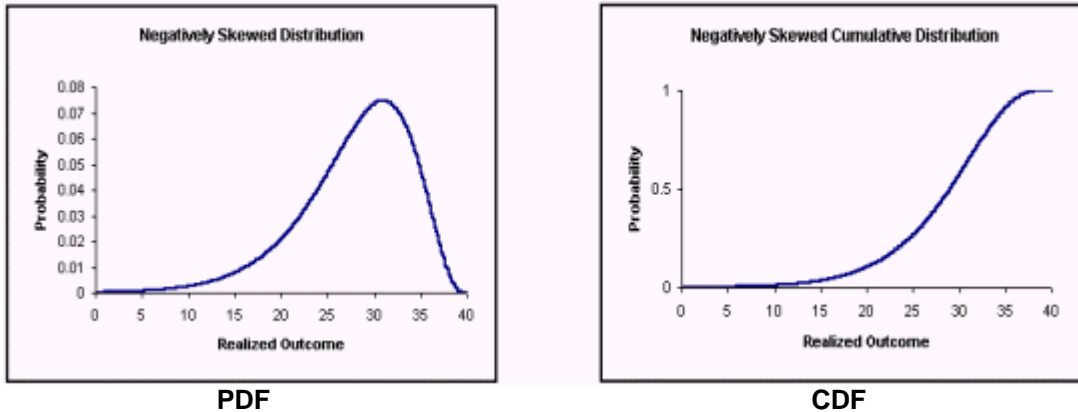 Negatively Skewed Distribution
0.08
0.07
0.06
0.05
0.04
0.03
0.02
0.01
0
Probability
0 5 10 15 20 25 30 35 40
Realized Outcome
PDF
Negatively Skewed Cumulative Distribution
1
0.5
0
Probability
0 5 10 15 20 25 30 35 40
Realized Outcome
CDF